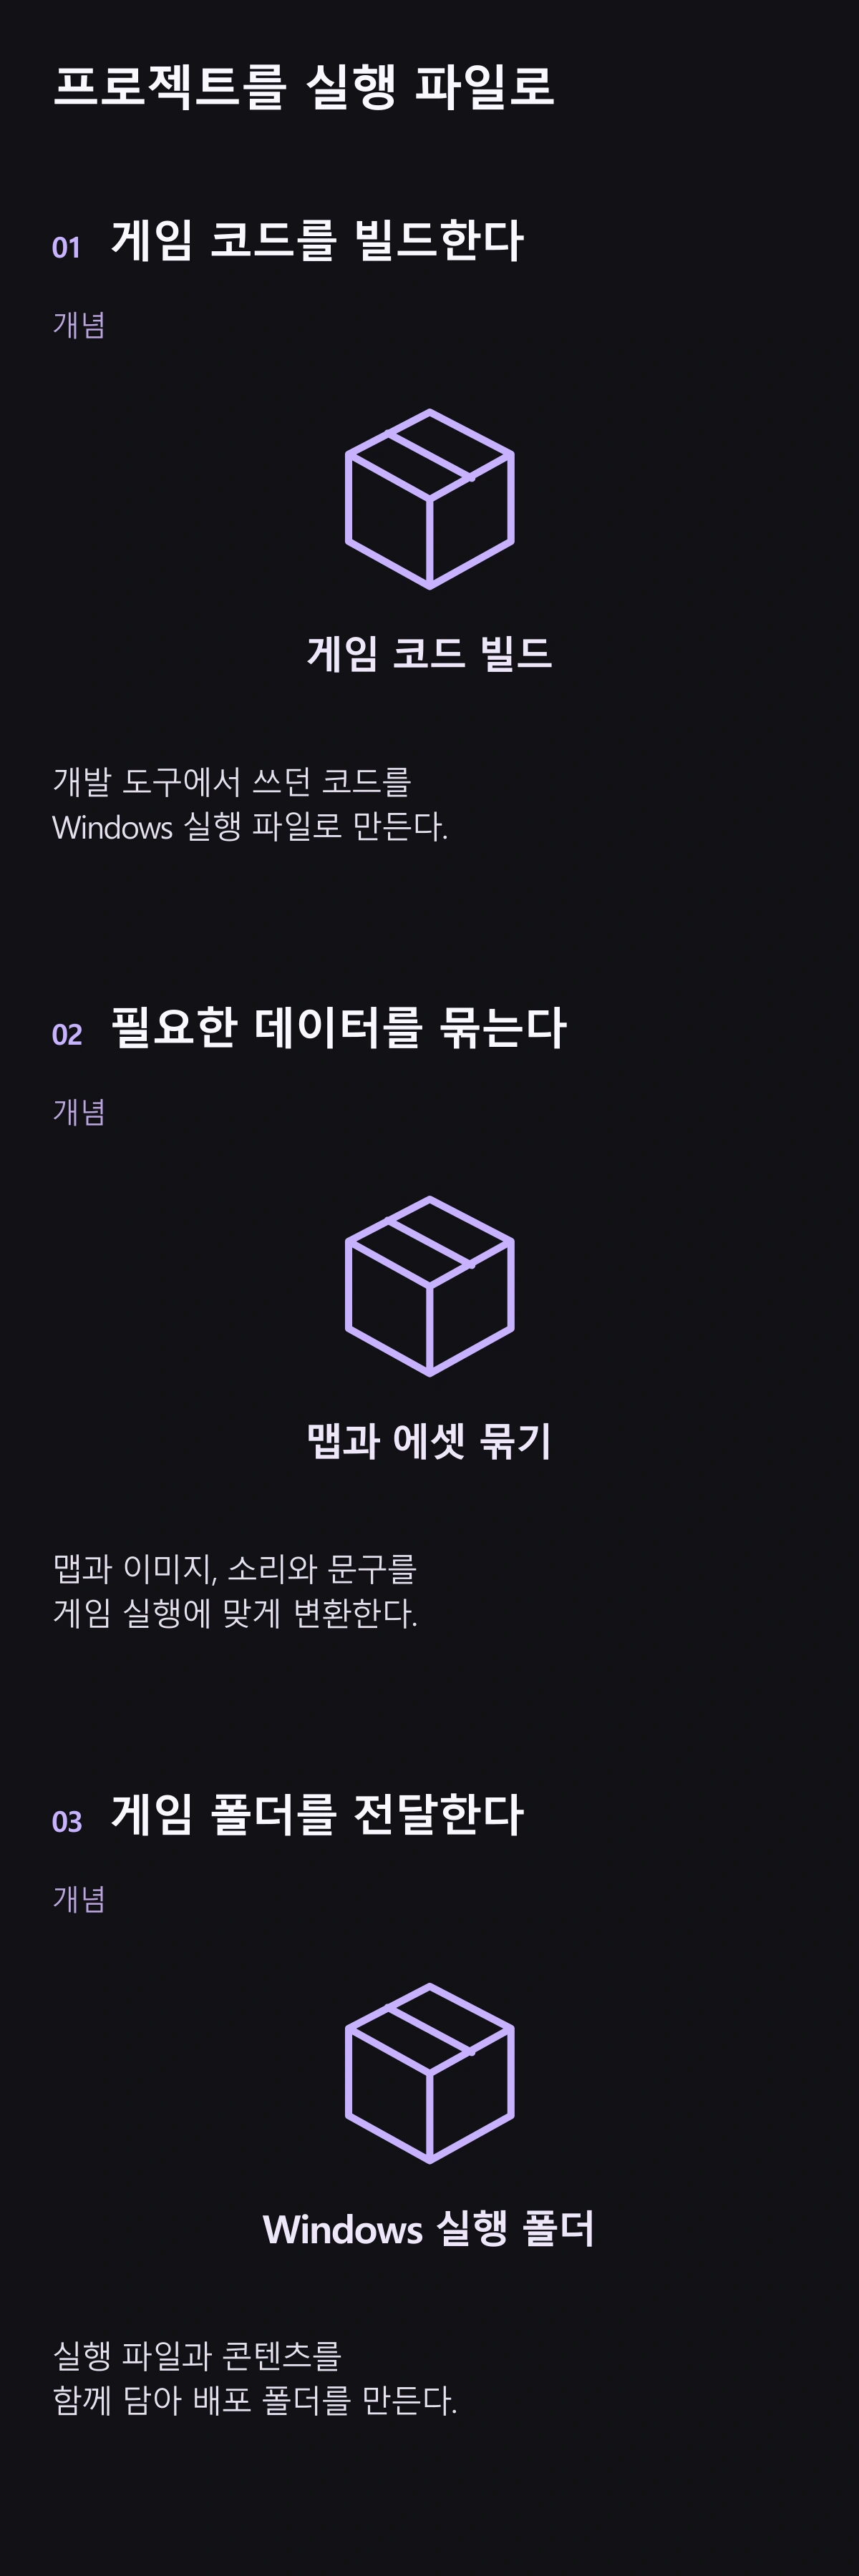 프로젝트를 실행 파일로
01 게임 코드를 빌드한다
개념
게임 코드 빌드
개발 도구에서 쓰던 코드를
Windows 실행 파일로 만든다.
02 필요한 데이터를 묶는다
개념
맵과 에셋 묶기
맵과 이미지, 소리와 문구를
게임 실행에 맞게 변환한다.
03 게임 폴더를 전달한다
개념
Windows 실행 폴더
실행 파일과 콘텐츠를
함께 담아 배포 폴더를 만든다.